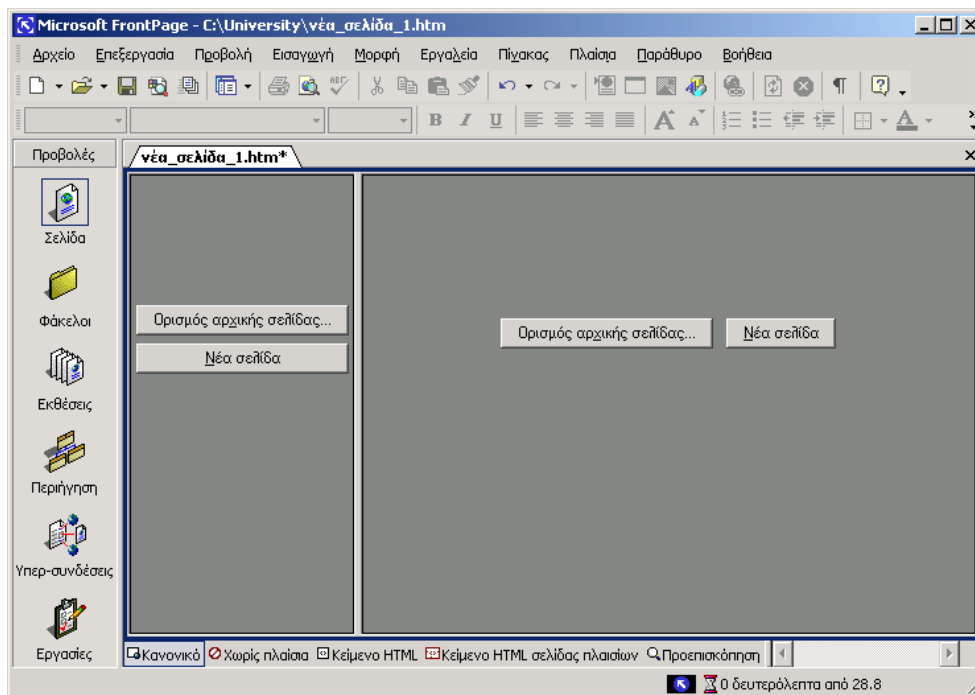 Microsoft FrontPage - C:\University\νέα_σελίδα_1.htm
Αρχείο Επεξεργασία Προβολή Εισαγωγή Μορφή Εργαλεία Πίνακας Πλαίσια Παράθυρο Βοήθεια
B I U A A A
Προβολές
νέα_σελίδα_1.htm*
Σελίδα
Φάκελοι
Ορισμός αρχικής σελίδας...
Νέα σελίδα
Ορισμός αρχικής σελίδας... Νέα σελίδα
Εκθέσεις
Περιήγηση
Υπερ-συνδέσεις
Εργασίες
Κανονικό Χωρίς πλαίσια Κείμενο HTML Κείμενο HTML σελίδας πλαισίων Προεπισκόπηση
0 δευτερόλεπτα από 28.8